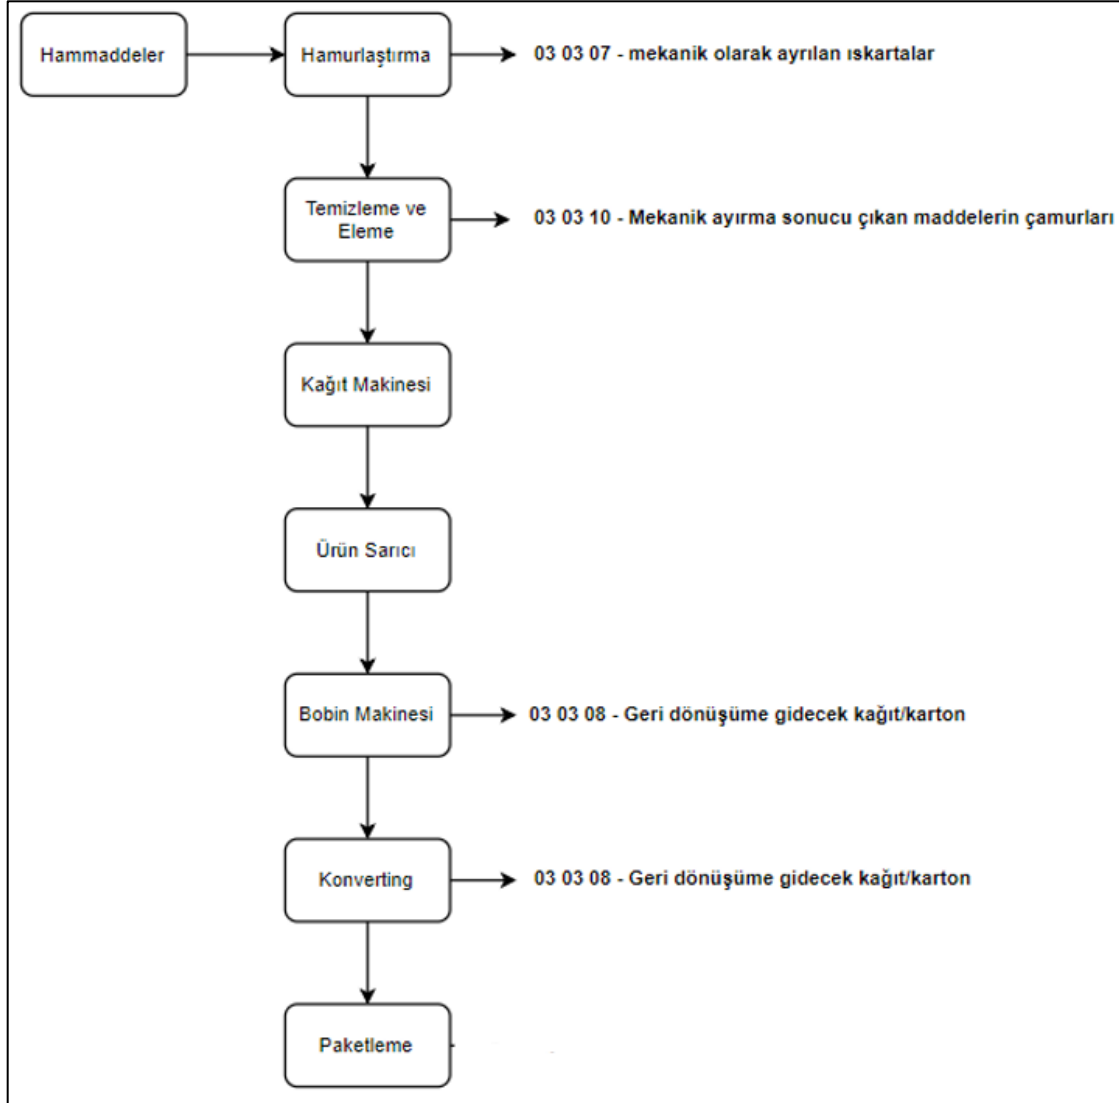 Hammaddeler
Hamurlaştırma
03 03 07 - mekanik olarak ayrılan ıskartalar
Temizleme ve
Eleme
03 03 10 - Mekanik ayırma sonucu çıkan maddelerin çamurları
Kağıt Makinesi
Ürün Sarıcı
Bobin Makinesi
03 03 08 - Geri dönüşüme gidecek kağıt/karton
Konverting
03 03 08 - Geri dönüşüme gidecek kağıt/karton
Paketleme